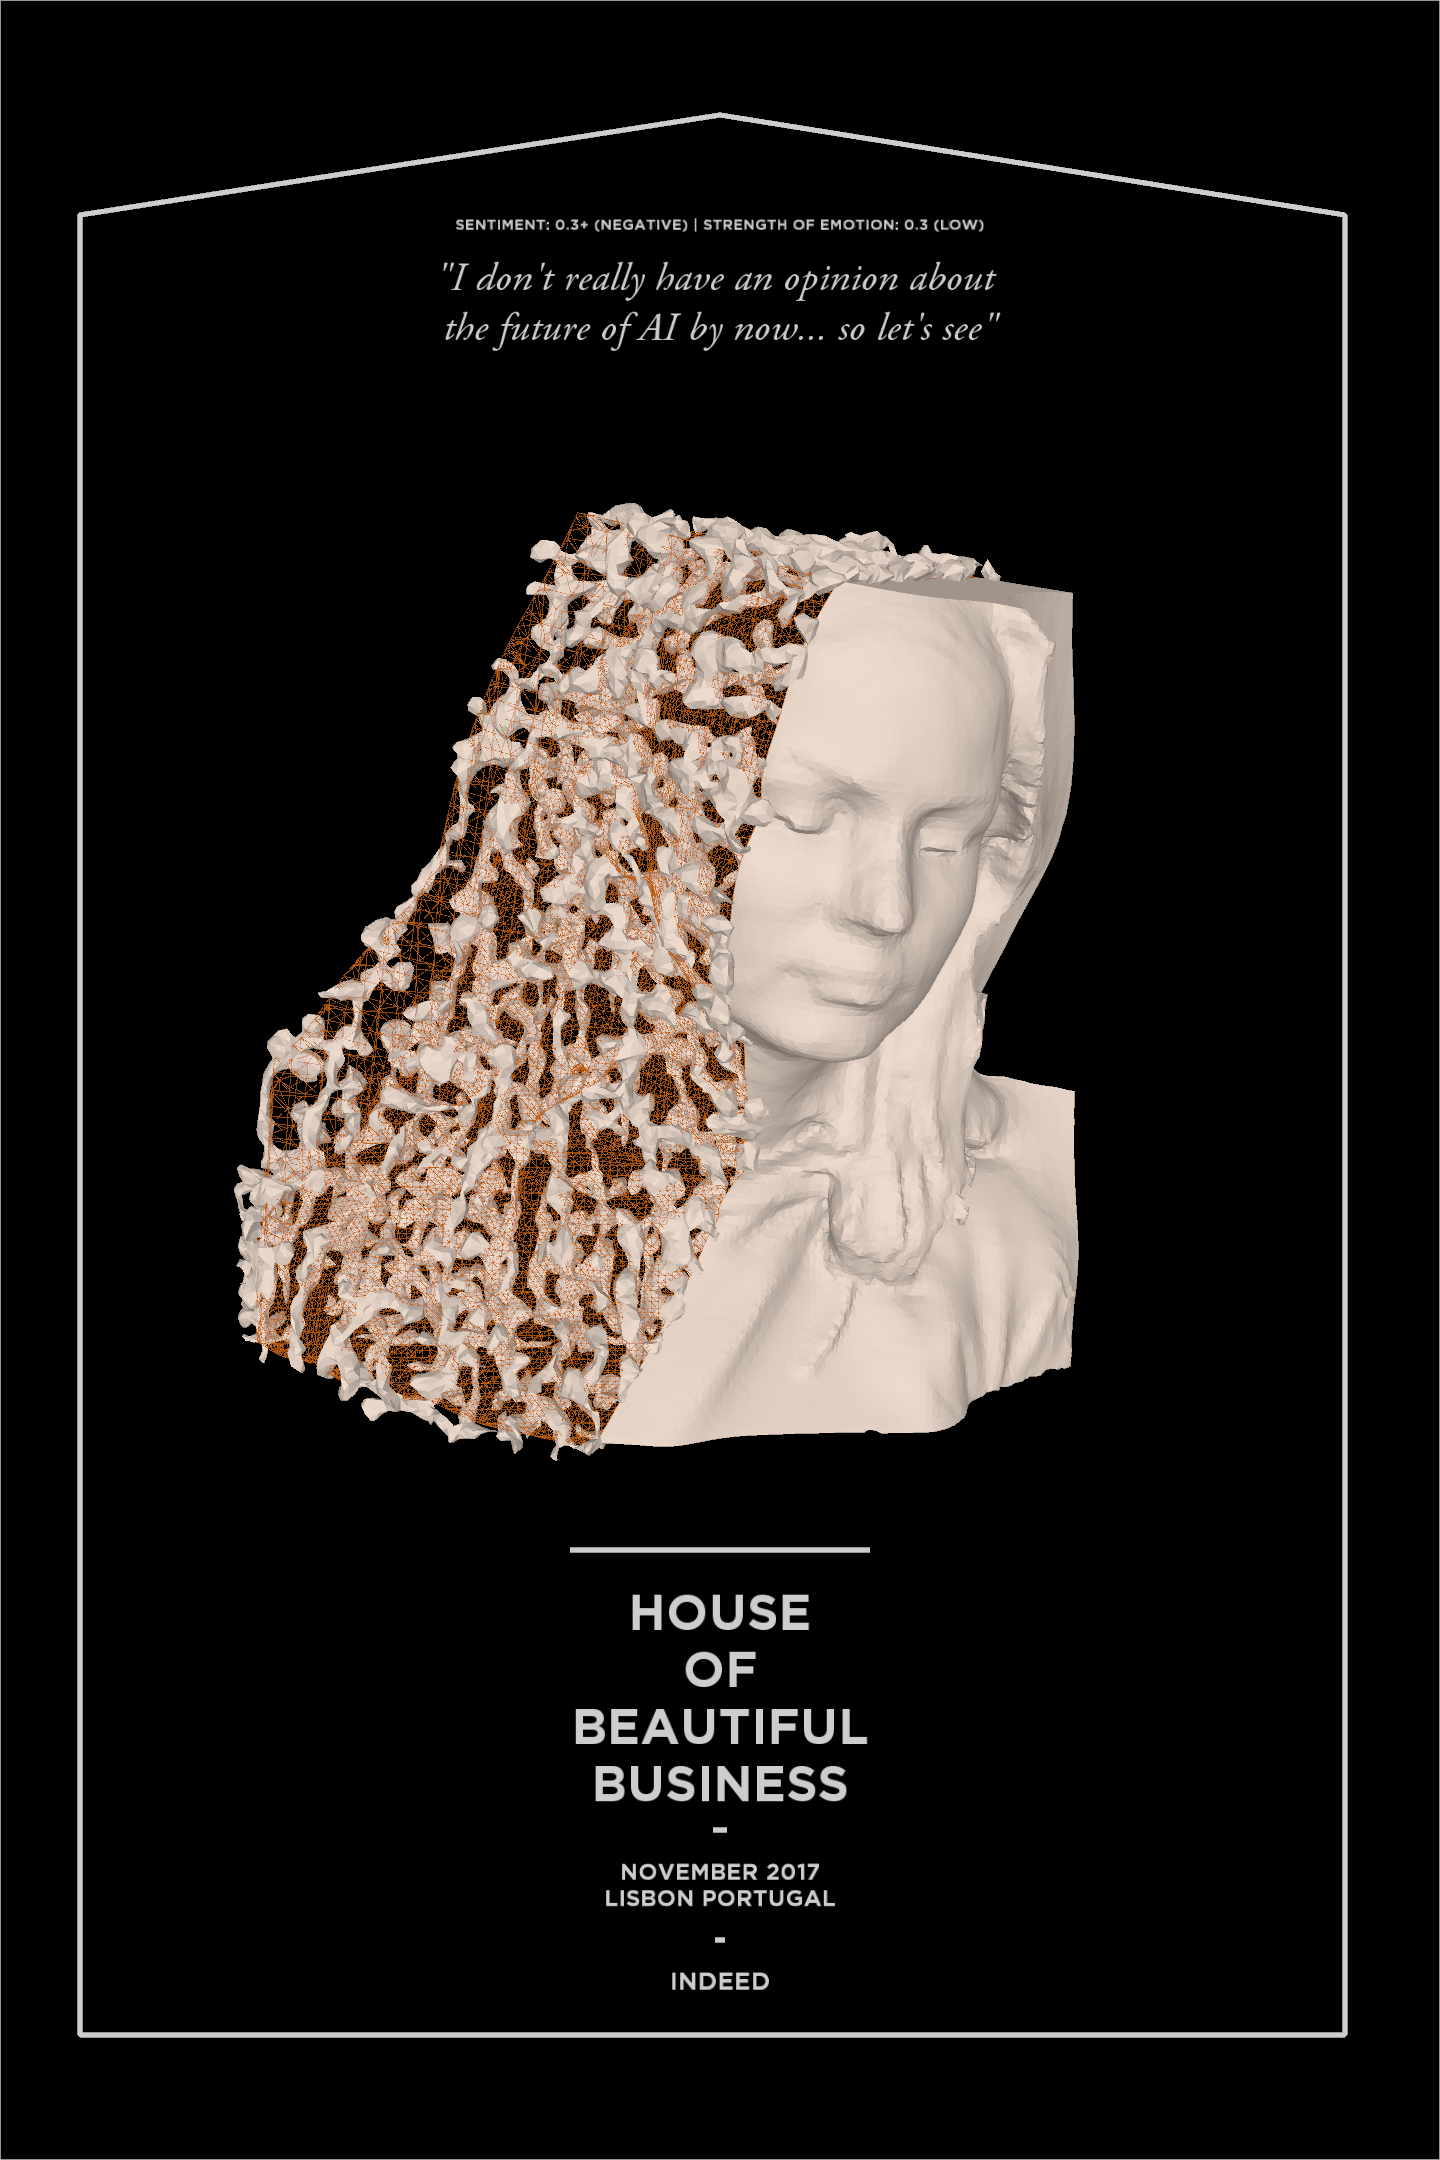 SENTIMENT: 0.3+ (NEGATIVE) | STRENGTH OF EMOTION: 0.3 (LOW)
"I don't really have an opinion about
the future of AI by now... so let's see"
HOUSE
OF
BEAUTIFUL
BUSINESS
-
NOVEMBER 2017
LISBON PORTUGAL
-
INDEED